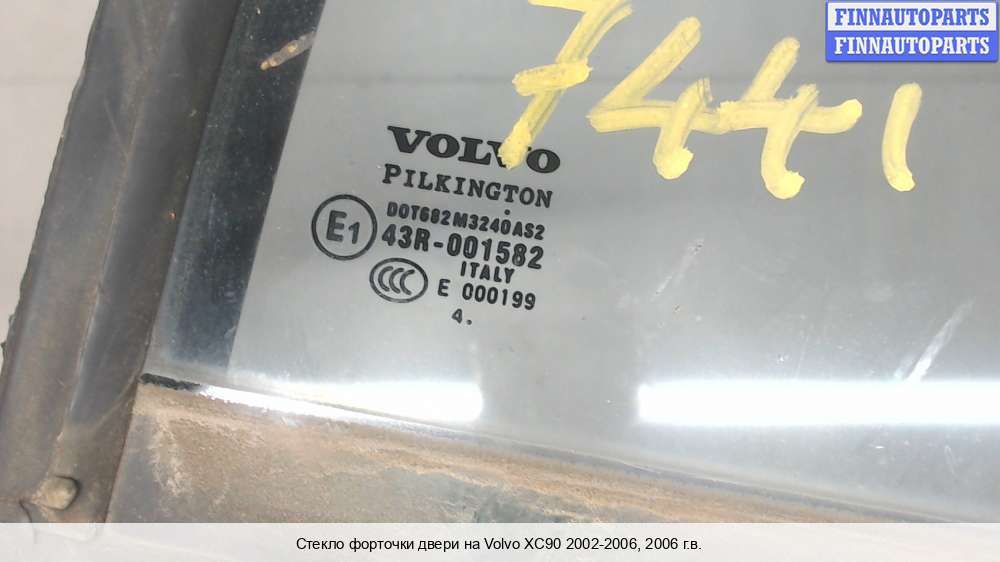 FINNAUTOPARTS
FINNAUTOPARTS
7441
VOLVO
PILKINGTON
DOT682M3240AS2
E1
43R-001582
ITALY
CCC
E 000199
4.
Стекло форточки двери на Volvo XC90 2002-2006, 2006 г.в.